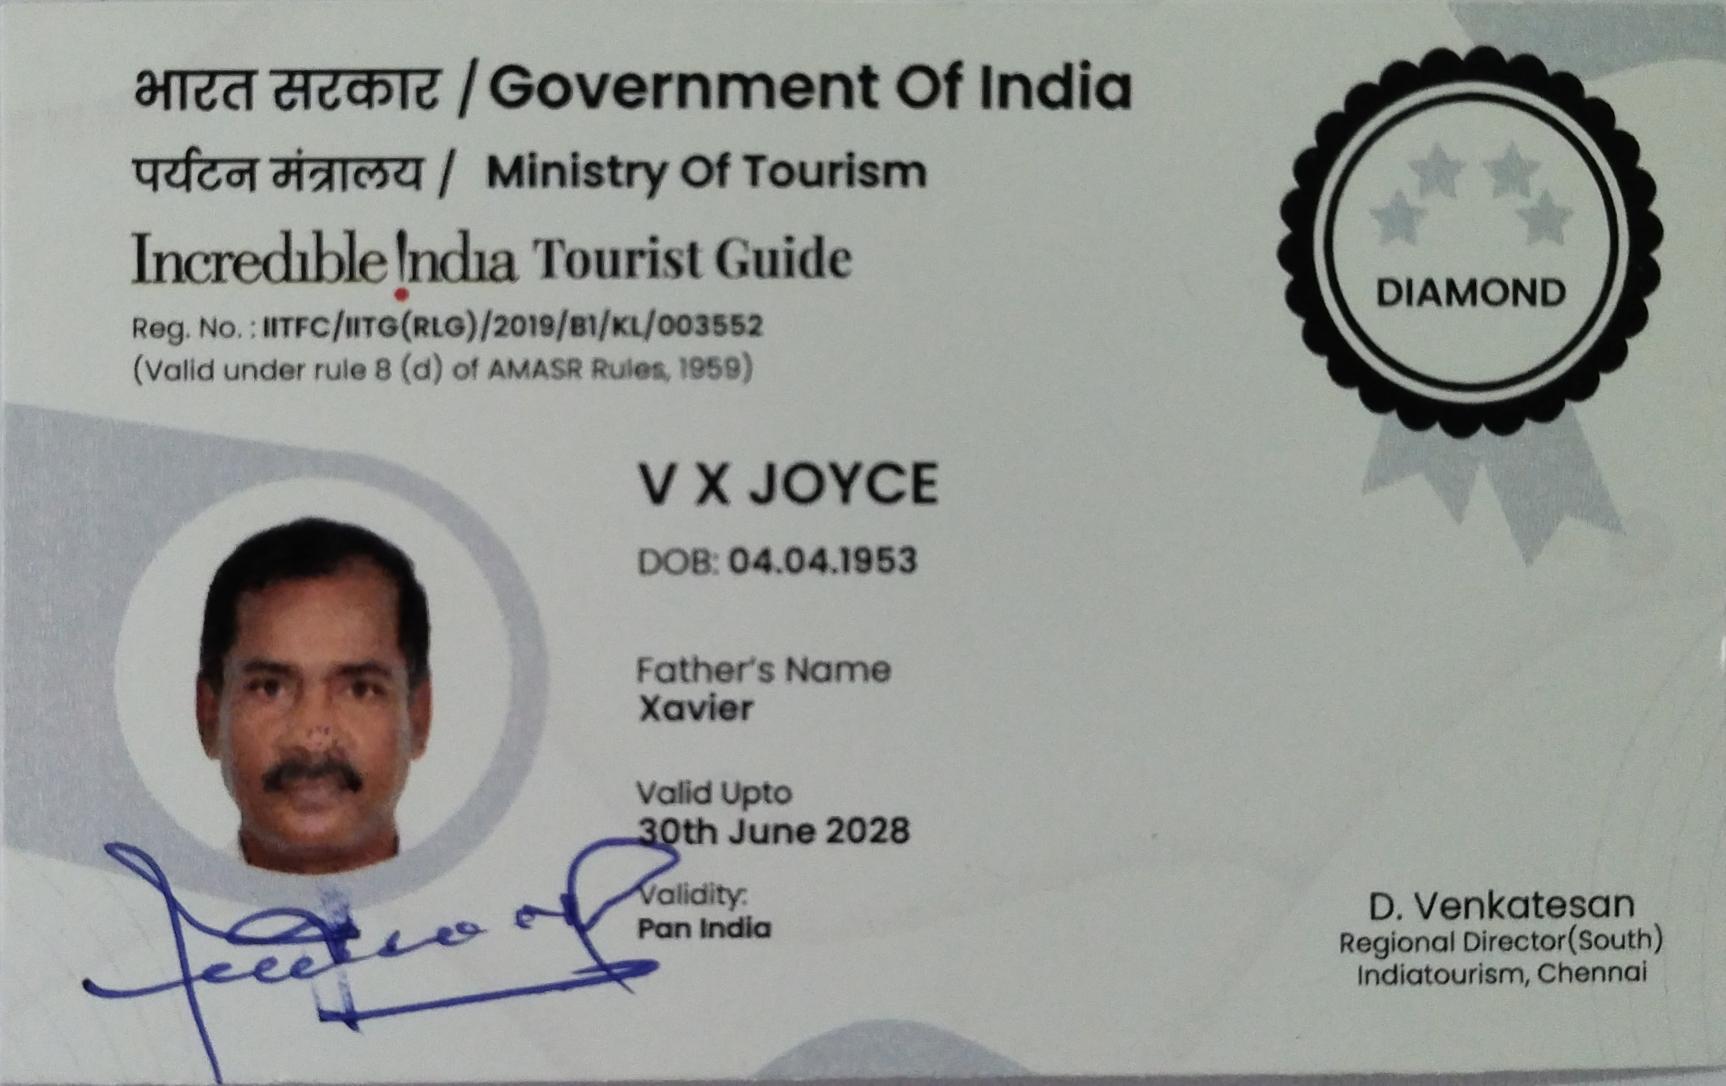 भारत सरकार / Government Of India
पर्यटन मंत्रालय / Ministry Of Tourism
Incredible !ndia Tourist Guide
Reg. No. : IITFC/IITG(RLG)/2019/B1/KL/003552
(Valid under rule 8 (d) of AMASR Rules, 1959)
DIAMOND
V X JOYCE
DOB: 04.04.1953
Father's Name
Xavier
Valid Upto
30th June 2028
Validity:
Pan India
D. Venkatesan
Regional Director(South)
Indiatourism, Chennai